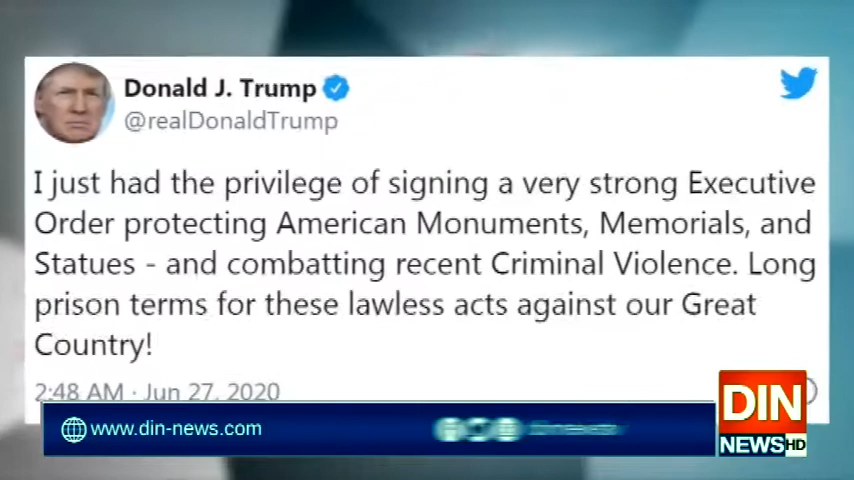 Donald J. Trump
@realDonaldTrump
I just had the privilege of signing a very strong Executive
Order protecting American Monuments, Memorials, and
Statues - and combatting recent Criminal Violence. Long
prison terms for these lawless acts against our Great
Country!
2:48 AM · Jun 27, 2020
www.din-news.com
DIN
NEWS HD